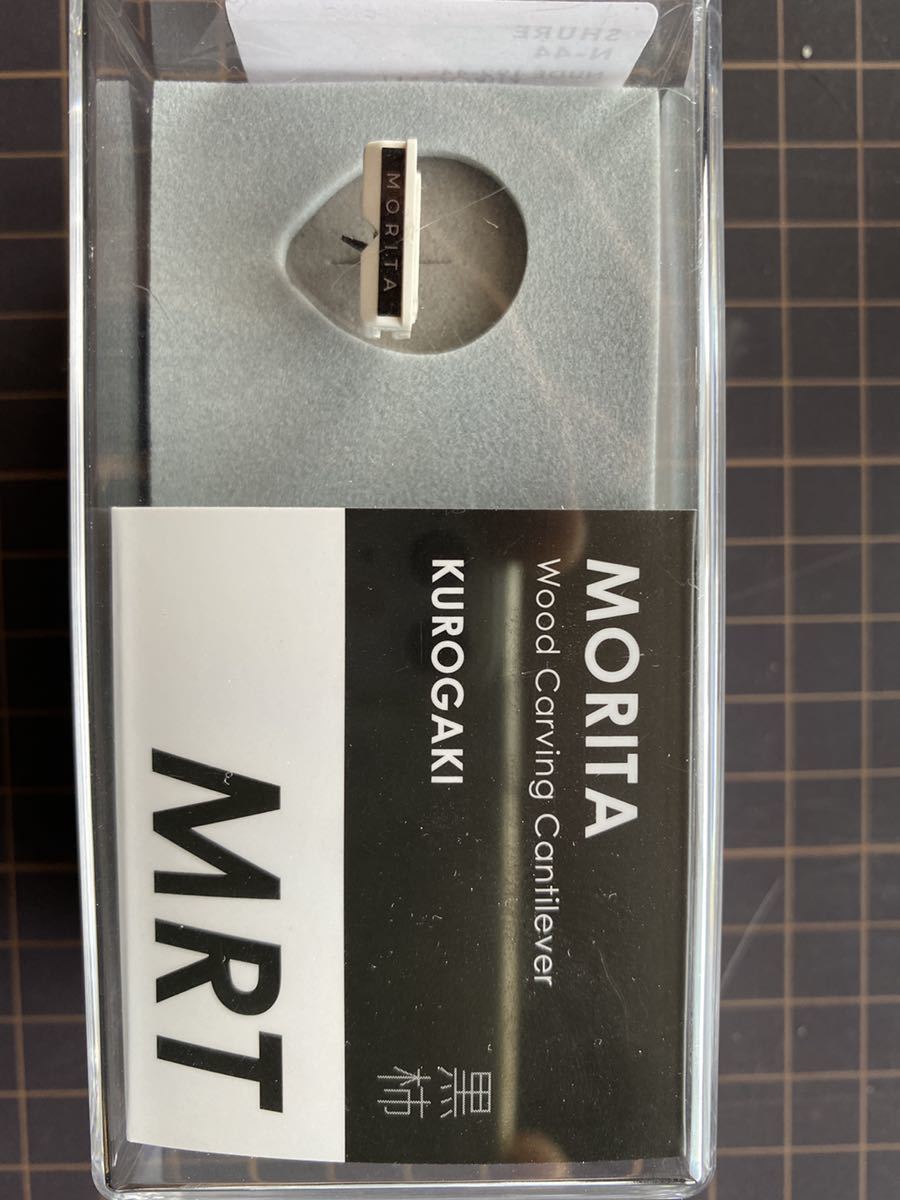 SHURE
N-44
MORITA
MORITA
Wood Carving Cantilever
KUROGAKI
黒柿
MRT